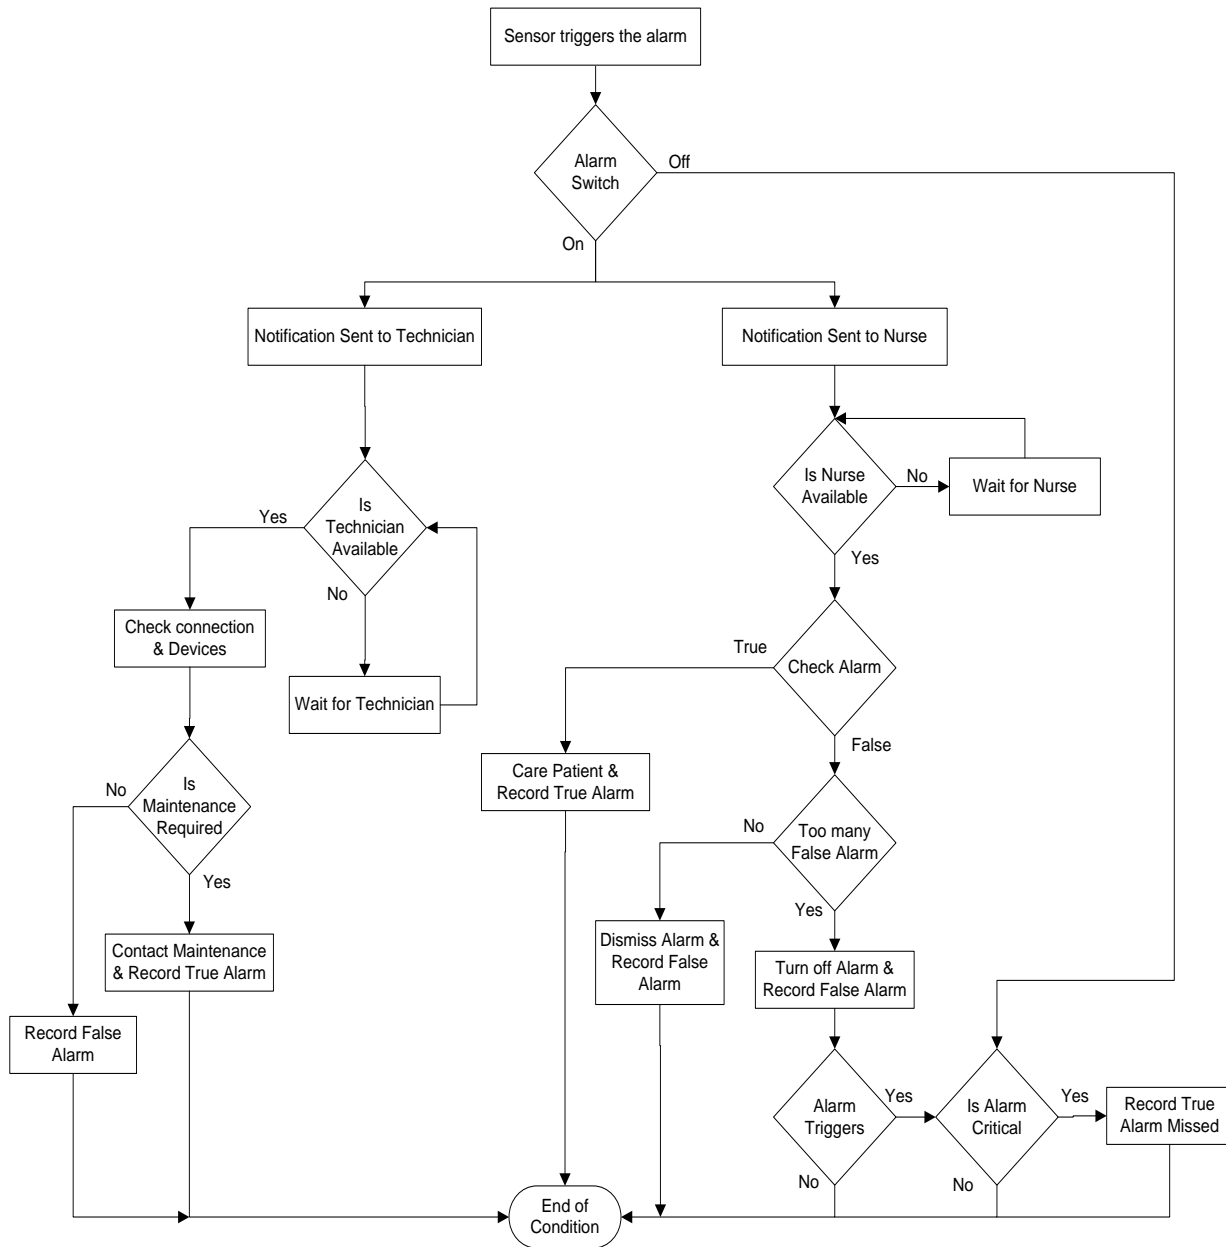 Sensor triggers the alarm
Alarm
Switch
Off
On
Notification Sent to Technician
Notification Sent to Nurse
Is Nurse
Available
No
Wait for Nurse
Yes
Is
Technician
Available
Yes
No
Check connection
& Devices
Wait for Technician
True
Check Alarm
False
Care Patient &
Record True Alarm
Is
Maintenance
Required
No
Yes
Too many
False Alarm
No
Yes
Contact Maintenance
& Record True Alarm
Dismiss Alarm &
Record False
Alarm
Turn off Alarm &
Record False Alarm
Record False
Alarm
Alarm
Triggers
Yes
No
Is Alarm
Critical
Yes
No
Record True
Alarm Missed
End of
Condition